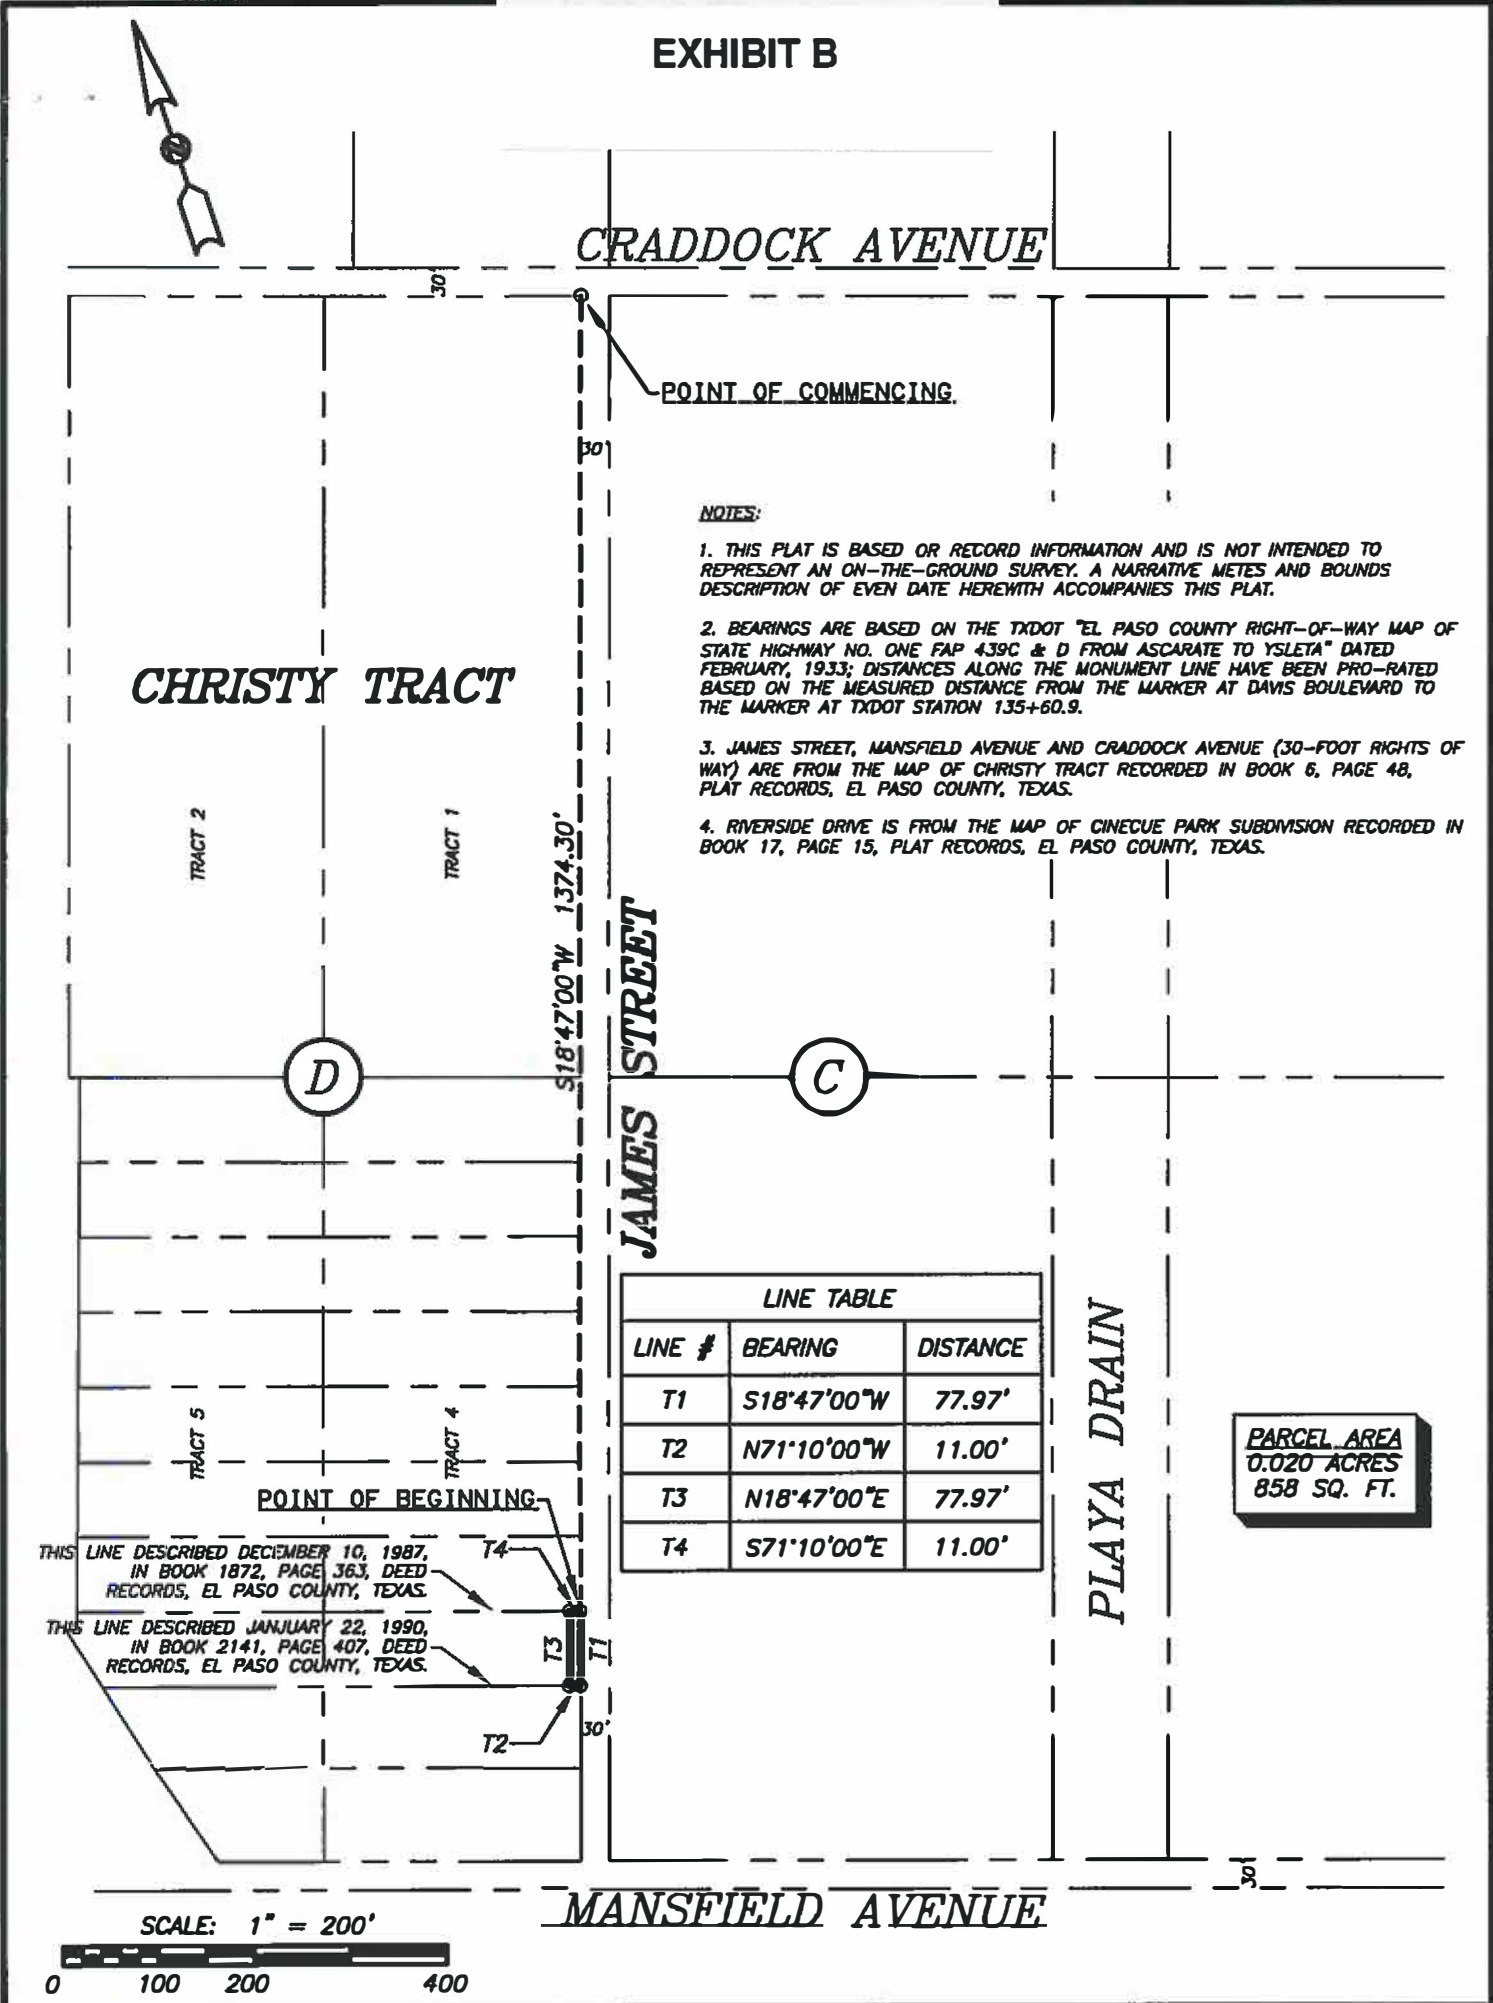 EXHIBIT B
CRADDOCK AVENUE
30'
POINT OF COMMENCING
30'
NOTES:
1. THIS PLAT IS BASED OR RECORD INFORMATION AND IS NOT INTENDED TO
REPRESENT AN ON-THE-GROUND SURVEY. A NARRATIVE METES AND BOUNDS
DESCRIPTION OF EVEN DATE HEREWITH ACCOMPANIES THIS PLAT.
2. BEARINGS ARE BASED ON THE TXDOT "EL PASO COUNTY RIGHT-OF-WAY MAP OF
STATE HIGHWAY NO. ONE FAP 439C & D FROM ASCARATE TO YSLETA" DATED
FEBRUARY, 1933; DISTANCES ALONG THE MONUMENT LINE HAVE BEEN PRO-RATED
BASED ON THE MEASURED DISTANCE FROM THE MARKER AT DAVIS BOULEVARD TO
THE MARKER AT TXDOT STATION 135+60.9.
3. JAMES STREET, MANSFIELD AVENUE AND CRADDOCK AVENUE (30-FOOT RIGHTS OF
WAY) ARE FROM THE MAP OF CHRISTY TRACT RECORDED IN BOOK 6, PAGE 48,
PLAT RECORDS, EL PASO COUNTY, TEXAS.
4. RIVERSIDE DRIVE IS FROM THE MAP OF CINECUE PARK SUBDIVISION RECORDED IN
BOOK 17, PAGE 15, PLAT RECORDS, EL PASO COUNTY, TEXAS.
CHRISTY TRACT
TRACT 2
TRACT 1
S18°47'00"W 1374.30'
JAMES STREET
D
C
LINE TABLE
LINE # BEARING DISTANCE
T1 S18°47'00"W 77.97'
T2 N71°10'00"W 11.00'
T3 N18°47'00"E 77.97'
T4 S71°10'00"E 11.00'
PLAYA DRAIN
PARCEL AREA
0.020 ACRES
858 SQ. FT.
TRACT 5
TRACT 4
POINT OF BEGINNING
THIS LINE DESCRIBED DECEMBER 10, 1987,
IN BOOK 1872, PAGE 363, DEED
RECORDS, EL PASO COUNTY, TEXAS.
T4
THIS LINE DESCRIBED JANJUARY 22, 1990,
IN BOOK 2141, PAGE 407, DEED
RECORDS, EL PASO COUNTY, TEXAS.
T3
T1
T2
30'
30'
MANSFIELD AVENUE
SCALE: 1" = 200'
0 100 200 400